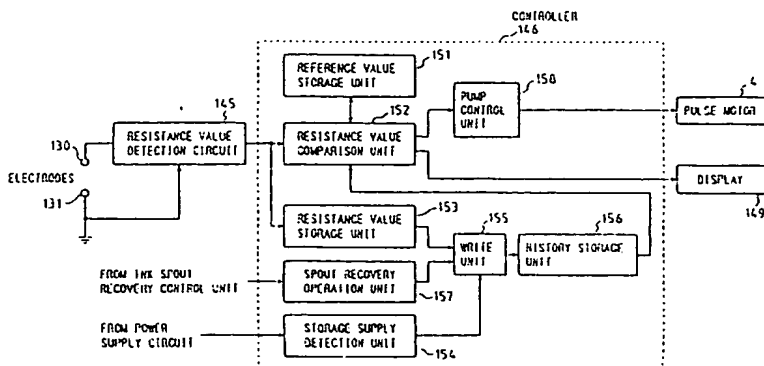 CONTROLLER
146
151
REFERENCE VALUE
STORAGE UNIT
158
PUMP
CONTROL
UNIT
4
PULSE MOTOR
145
RESISTANCE VALUE
DETECTION CIRCUIT
152
RESISTANCE VALUE
COMPARISON UNIT
130
ELECTRODES
131
DISPLAY
149
153
RESISTANCE VALUE
STORAGE UNIT
155
WRITE
UNIT
156
HISTORY STORAGE
UNIT
FROM INK SPOUT
RECOVERY CONTROL UNIT
SPOUT RECOVERY
OPERATION UNIT
157
FROM POWER
SUPPLY CIRCUIT
STORAGE SUPPLY
DETECTION UNIT
154